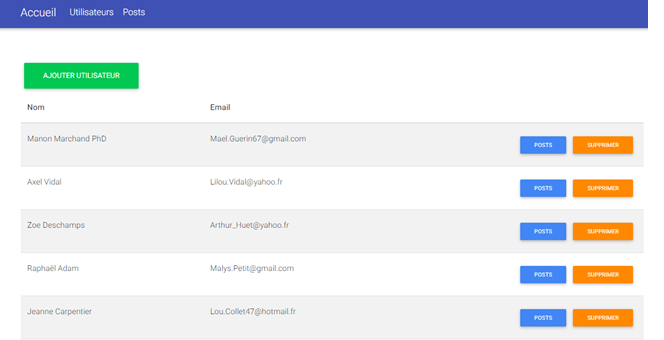 Accueil Utilisateurs Posts
AJOUTER UTILISATEUR
Nom Email
Manon Marchand PhD Mael.Guerin67@gmail.com POSTS SUPPRIMER
Axel Vidal Lilou.Vidal@yahoo.fr POSTS SUPPRIMER
Zoe Deschamps Arthur_Huet@yahoo.fr POSTS SUPPRIMER
Raphaël Adam Malys.Petit@gmail.com POSTS SUPPRIMER
Jeanne Carpentier Lou.Collet47@hotmail.fr POSTS SUPPRIMER